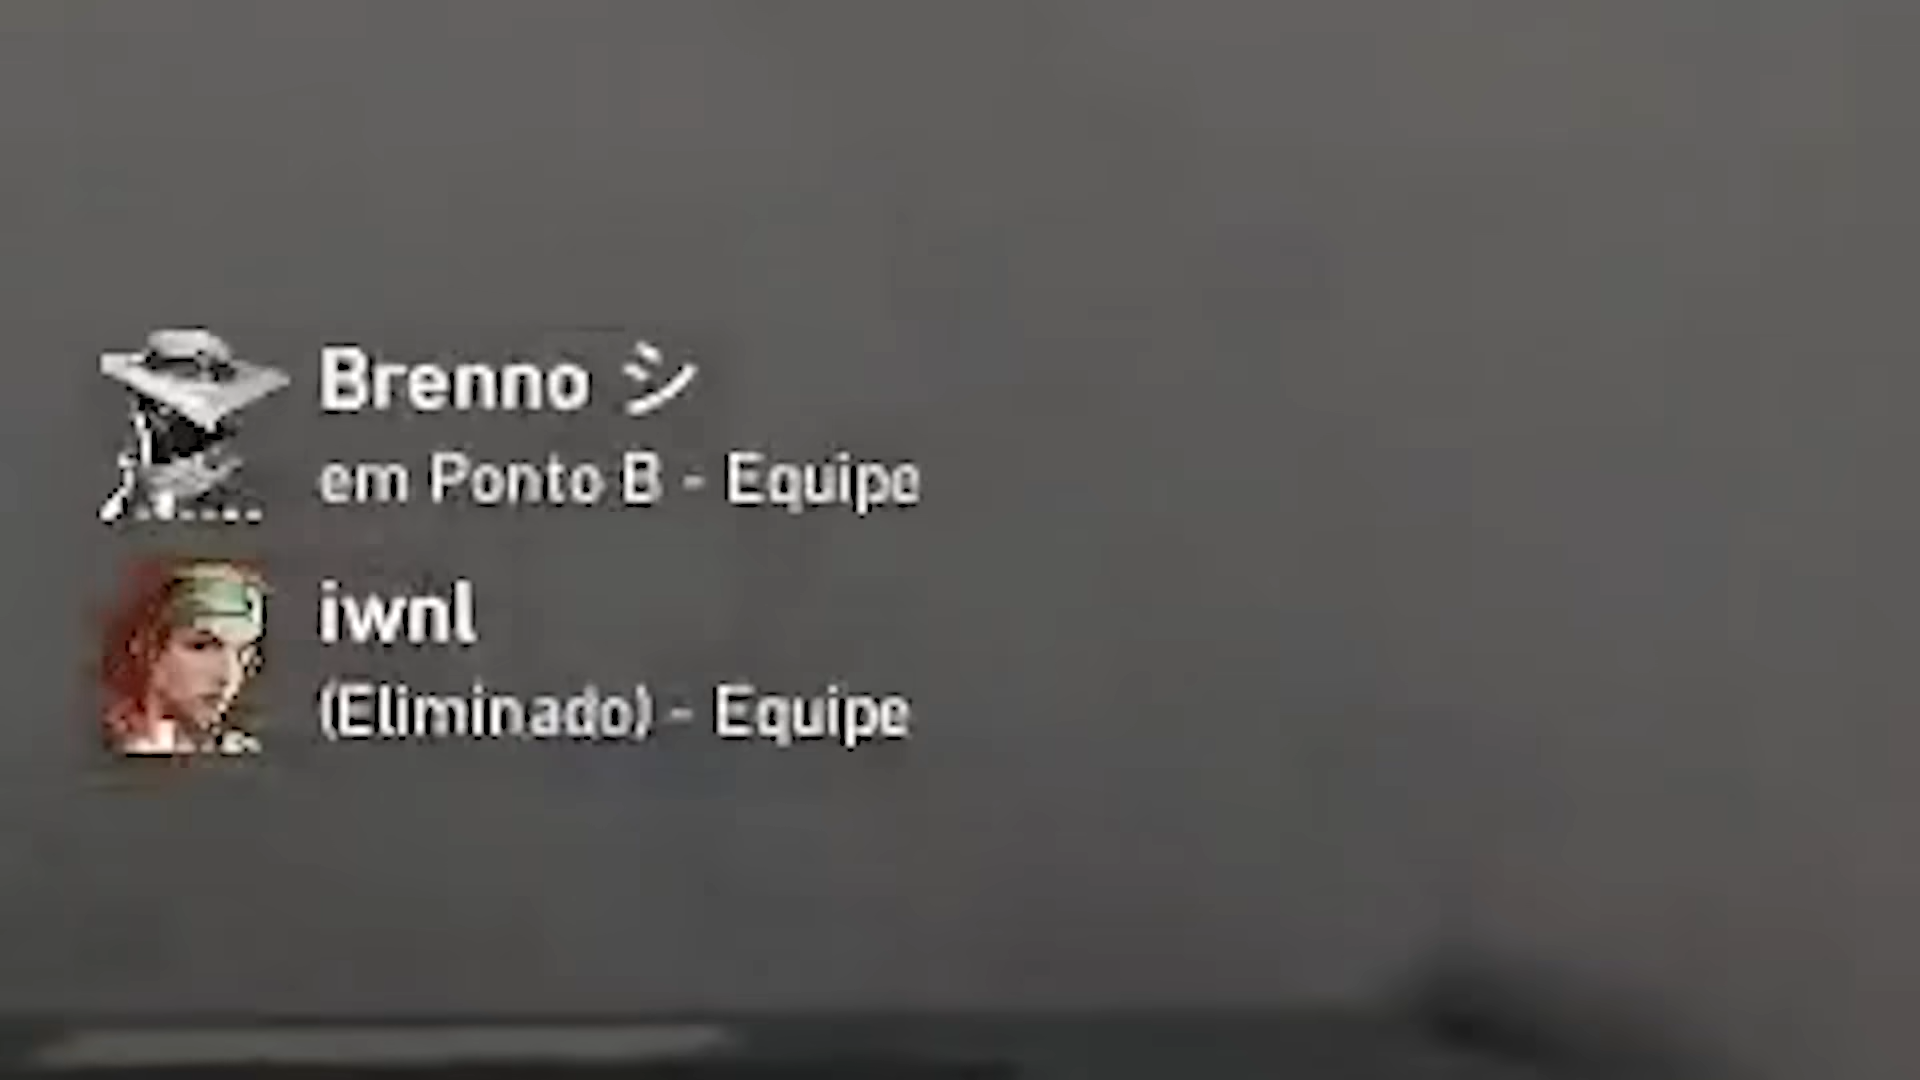 Brenno シ
em Ponto B - Equipe
iwnl
(Eliminado) - Equipe